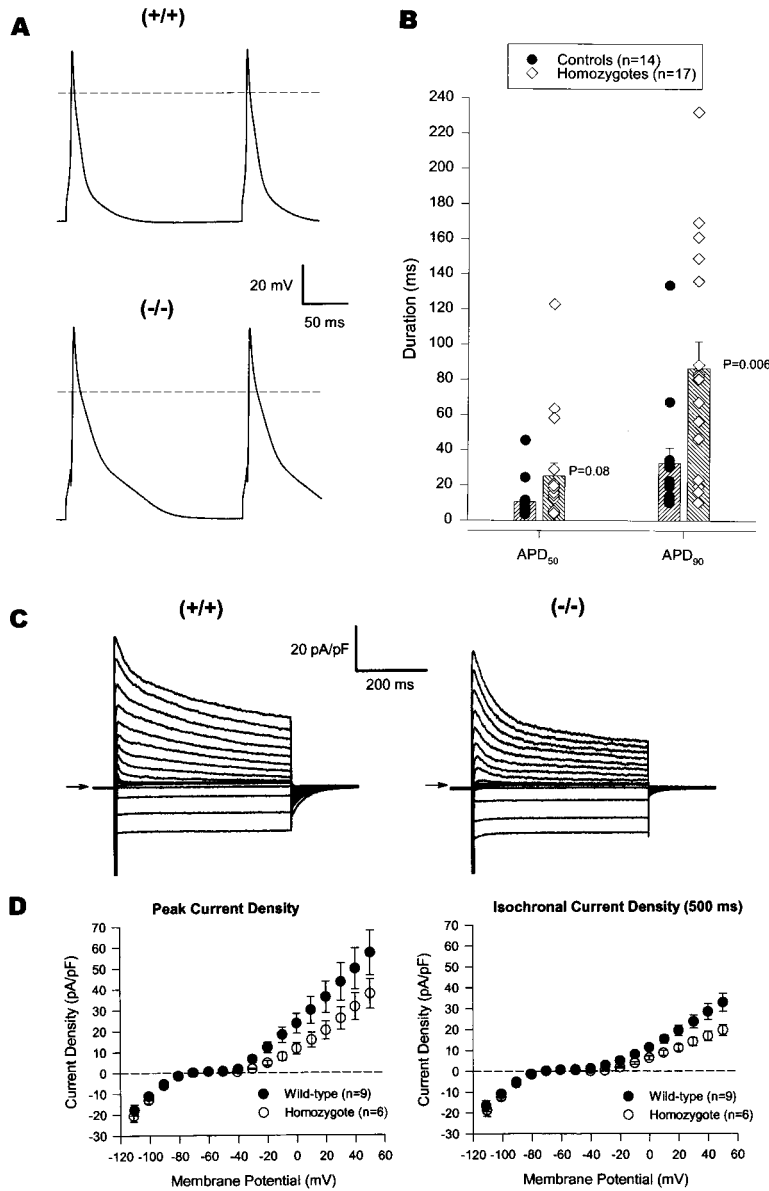 A
(+/+)
20 mV
50 ms
(-/-)
B
Controls (n=14)
Homozygotes (n=17)
Duration (ms)
240
220
200
180
160
140
120
100
80
60
40
20
0
P=0.08
P=0.006
APD50
APD90
C
(+/+)
(-/-)
20 pA/pF
200 ms
D
Peak Current Density
Current Density (pA/pF)
70
60
50
40
30
20
10
0
-10
-20
-30
Wild-type (n=9)
Homozygote (n=6)
-120 -100 -80 -60 -40 -20 0 20 40 60
Membrane Potential (mV)
Isochronal Current Density (500 ms)
Current Density (pA/pF)
70
60
50
40
30
20
10
0
-10
-20
-30
Wild-type (n=9)
Homozygote (n=6)
-120 -100 -80 -60 -40 -20 0 20 40 60
Membrane Potential (mV)